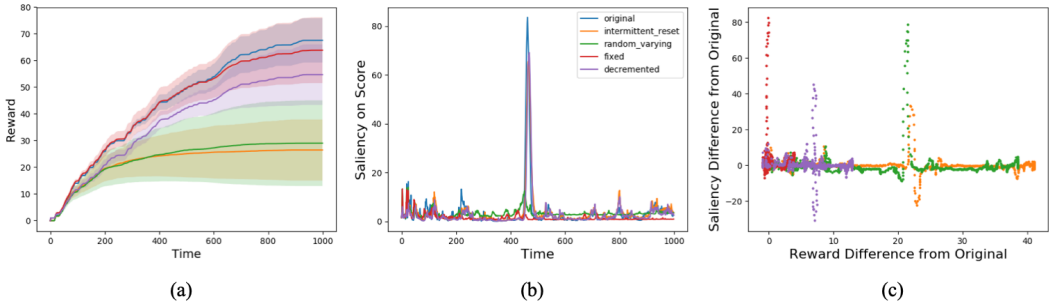 80
70
60
50
40
30
20
10
0
Reward
0 200 400 600 800 1000
Time
(a)
80
60
40
20
0
Saliency on Score
original
intermittent_reset
random_varying
fixed
decremented
0 200 400 600 800 1000
Time
(b)
80
60
40
20
0
−20
Saliency Difference from Original
0 10 20 30 40
Reward Difference from Original
(c)